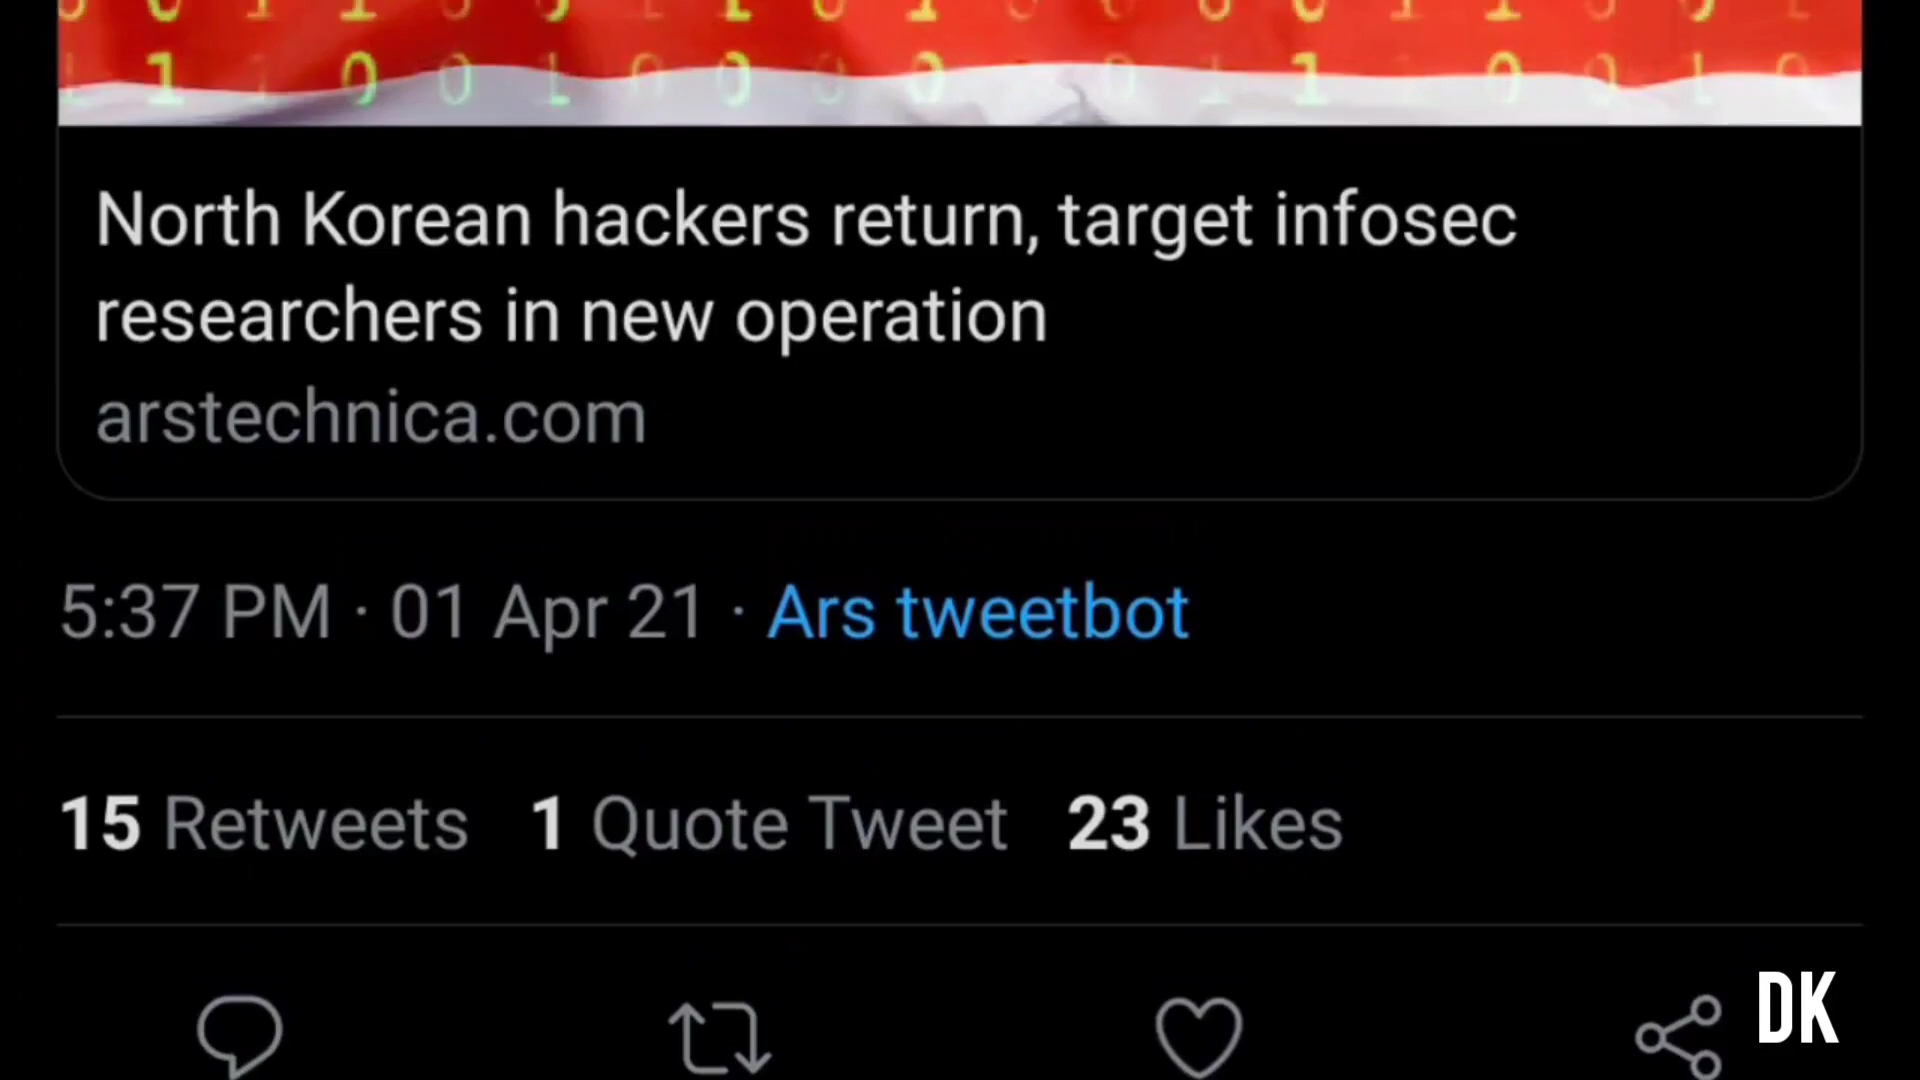 North Korean hackers return, target infosec
researchers in new operation
arstechnica.com
5:37 PM · 01 Apr 21 · Ars tweetbot
15 Retweets 1 Quote Tweet 23 Likes
DK